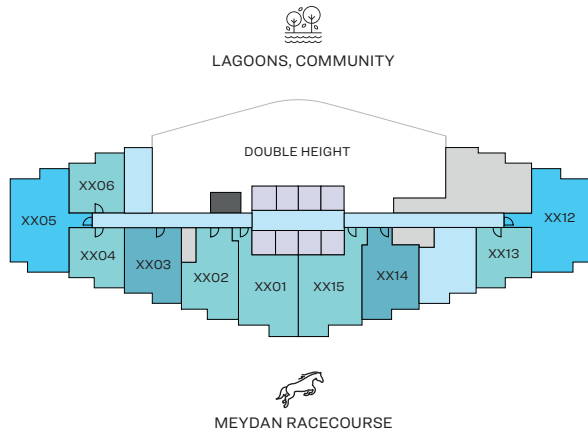 LAGOONS, COMMUNITY
DOUBLE HEIGHT
XX06
XX05
XX12
XX04
XX03
XX02
XX01
XX15
XX14
XX13
MEYDAN RACECOURSE